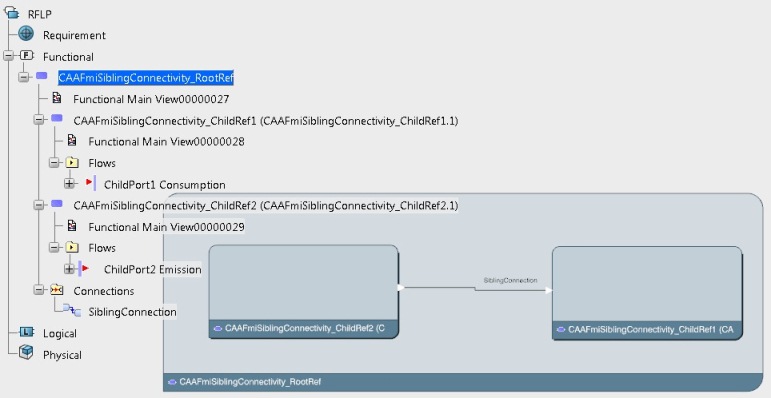 RFLP
Requirement
Functional
CAAFmiSiblingConnectivity_RootRef
Functional Main View00000027
CAAFmiSiblingConnectivity_ChildRef1 (CAAFmiSiblingConnectivity_ChildRef1.1)
Functional Main View00000028
Flows
ChildPort1 Consumption
CAAFmiSiblingConnectivity_ChildRef2 (CAAFmiSiblingConnectivity_ChildRef2.1)
Functional Main View00000029
Flows
ChildPort2 Emission
Connections
SiblingConnection
Logical
Physical
SiblingConnection
CAAFmiSiblingConnectivity_ChildRef2 (C
CAAFmiSiblingConnectivity_ChildRef1 (CA
CAAFmiSiblingConnectivity_RootRef